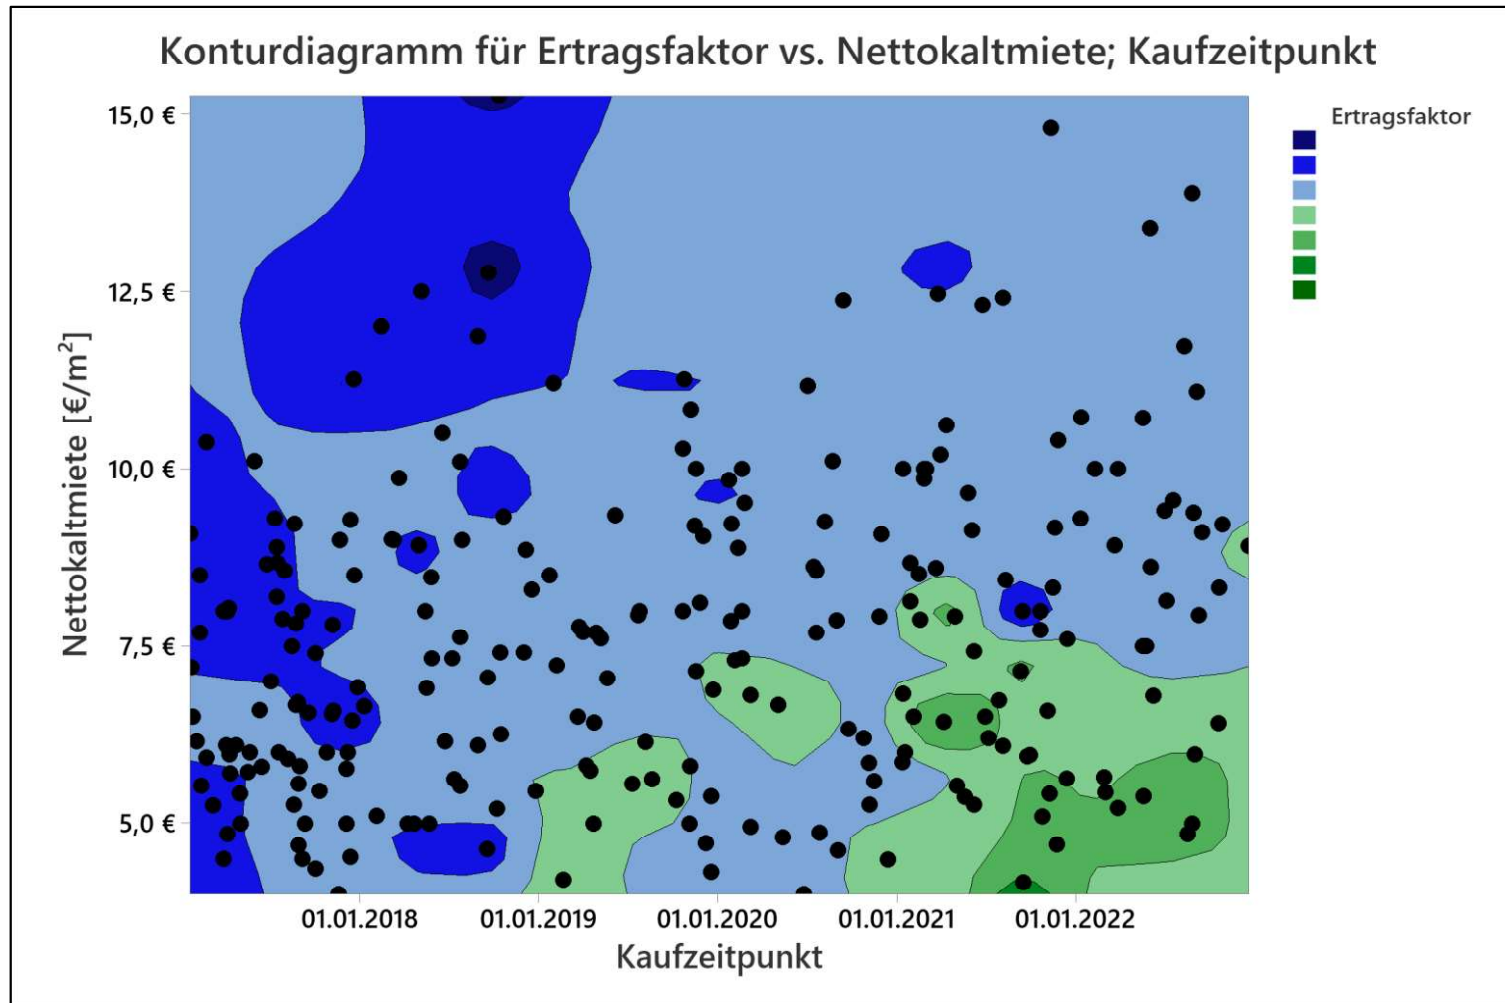 Konturdiagramm für Ertragsfaktor vs. Nettokaltmiete; Kaufzeitpunkt
Ertragsfaktor
15,0 €
12,5 €
10,0 €
7,5 €
5,0 €
Nettokaltmiete [€/m²]
01.01.2018
01.01.2019
01.01.2020
01.01.2021
01.01.2022
Kaufzeitpunkt